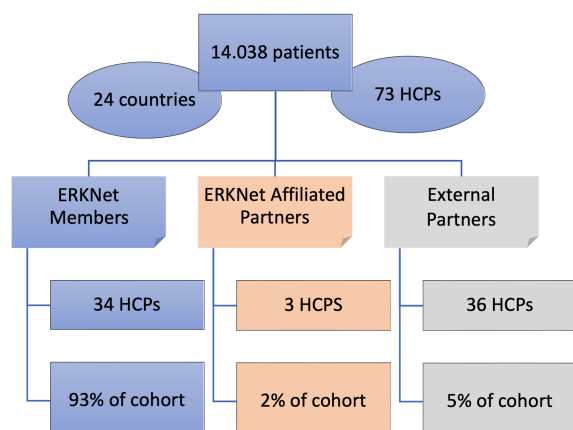 14.038 patients
24 countries
73 HCPs
ERKNet
Members
ERKNet Affiliated
Partners
External
Partners
34 HCPs
3 HCPS
36 HCPs
93% of cohort
2% of cohort
5% of cohort